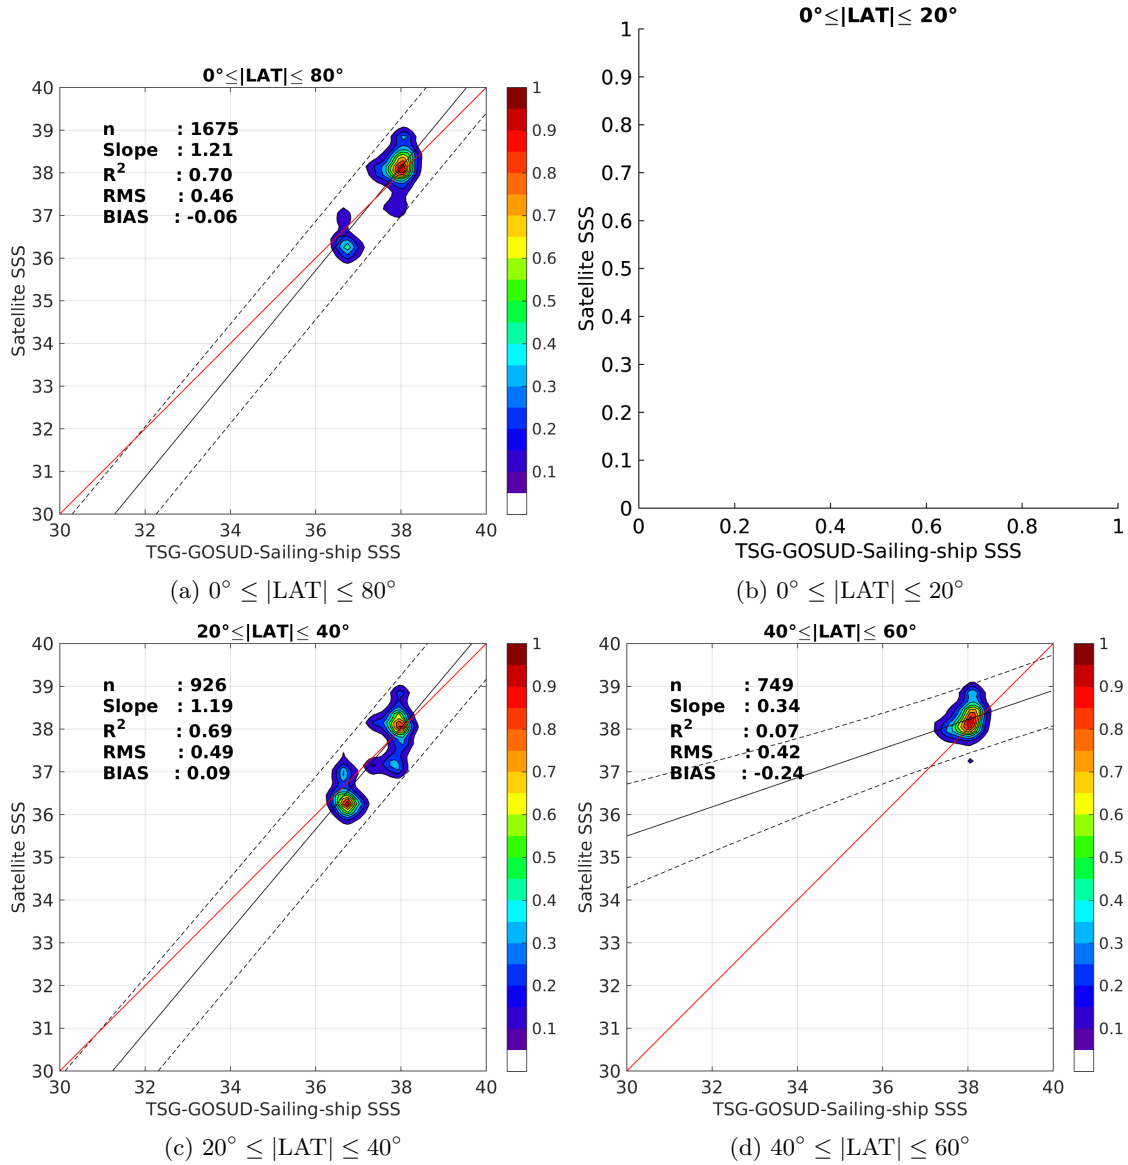 0°≤|LAT|≤ 80°
40
39
38
37
36
35
34
33
32
31
30
30 32 34 36 38 40
Satellite SSS
TSG-GOSUD-Sailing-ship SSS
n : 1675
Slope : 1.21
R² : 0.70
RMS : 0.46
BIAS : -0.06
1
0.9
0.8
0.7
0.6
0.5
0.4
0.3
0.2
0.1
(a) 0° ≤ |LAT| ≤ 80°
0°≤|LAT|≤ 20°
1
0.9
0.8
0.7
0.6
0.5
0.4
0.3
0.2
0.1
0
0 0.2 0.4 0.6 0.8 1
Satellite SSS
TSG-GOSUD-Sailing-ship SSS
(b) 0° ≤ |LAT| ≤ 20°
20°≤|LAT|≤ 40°
40
39
38
37
36
35
34
33
32
31
30
30 32 34 36 38 40
Satellite SSS
TSG-GOSUD-Sailing-ship SSS
n : 926
Slope : 1.19
R² : 0.69
RMS : 0.49
BIAS : 0.09
1
0.9
0.8
0.7
0.6
0.5
0.4
0.3
0.2
0.1
(c) 20° ≤ |LAT| ≤ 40°
40°≤|LAT|≤ 60°
40
39
38
37
36
35
34
33
32
31
30
30 32 34 36 38 40
Satellite SSS
TSG-GOSUD-Sailing-ship SSS
n : 749
Slope : 0.34
R² : 0.07
RMS : 0.42
BIAS : -0.24
1
0.9
0.8
0.7
0.6
0.5
0.4
0.3
0.2
0.1
(d) 40° ≤ |LAT| ≤ 60°